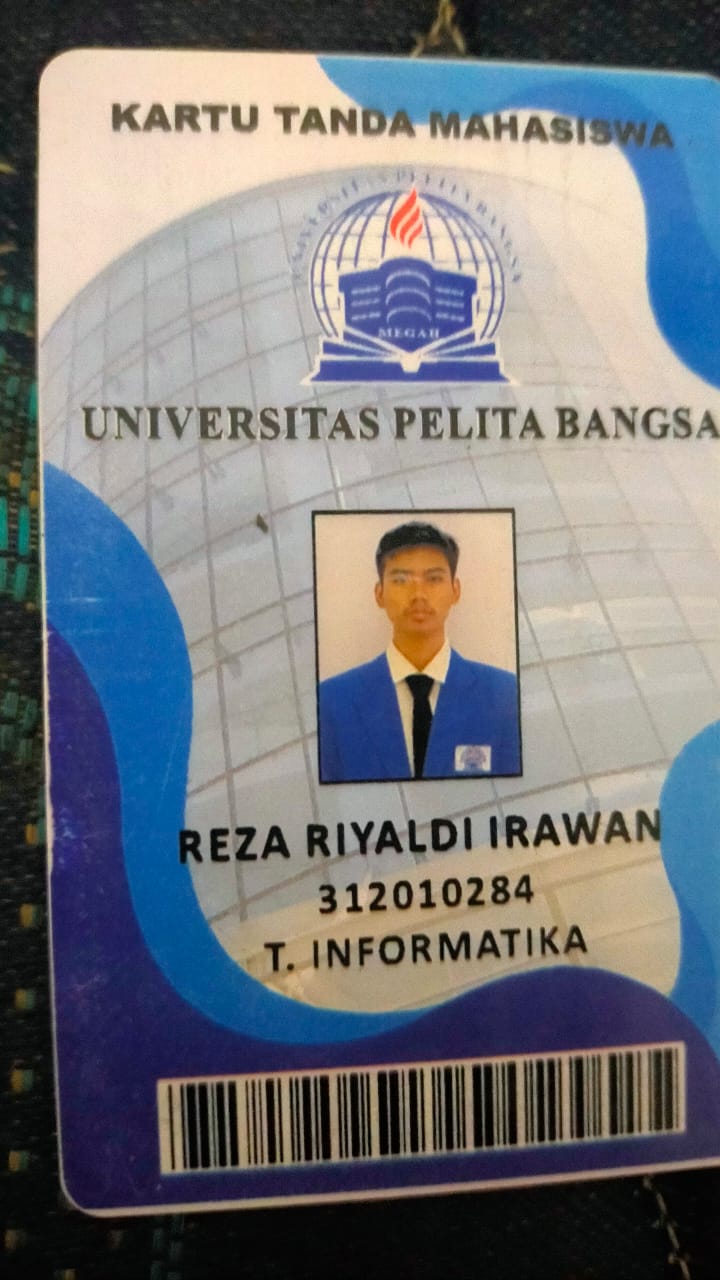 KARTU TANDA MAHASISWA
UNIVERSITAS PELITA BANGSA
MEGAH
UNIVERSITAS PELITA BANGSA
REZA RIYALDI IRAWAN
312010284
T. INFORMATIKA